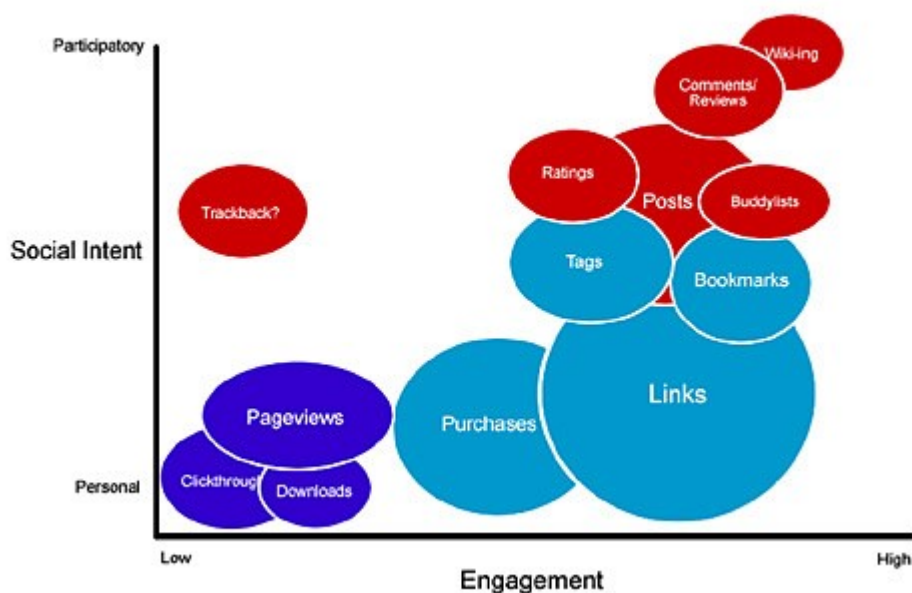 Participatory
Wiki-ing
Comments/
Reviews
Ratings
Trackback?
Posts
Buddylists
Social Intent
Tags
Bookmarks
Links
Pageviews
Purchases
Clickthroug
Downloads
Personal
Low
High
Engagement